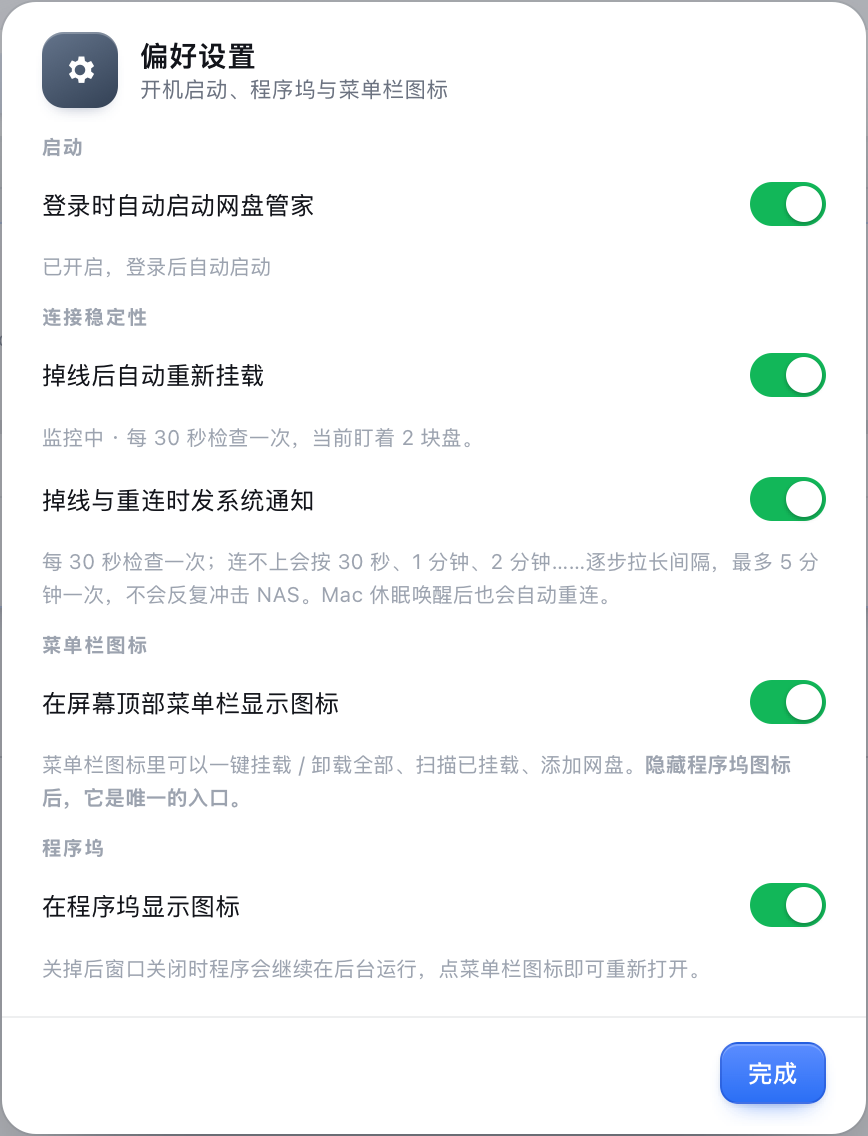 偏好设置
开机启动、程序坞与菜单栏图标
启动
登录时自动启动网盘管家
已开启，登录后自动启动
连接稳定性
掉线后自动重新挂载
监控中 · 每 30 秒检查一次，当前盯着 2 块盘。
掉线与重连时发系统通知
每 30 秒检查一次；连不上会按 30 秒、1 分钟、2 分钟……逐步拉长间隔，最多 5 分
钟一次，不会反复冲击 NAS。Mac 休眠唤醒后也会自动重连。
菜单栏图标
在屏幕顶部菜单栏显示图标
菜单栏图标里可以一键挂载 / 卸载全部、扫描已挂载、添加网盘。隐藏程序坞图标
后，它是唯一的入口。
程序坞
在程序坞显示图标
关掉后窗口关闭时程序会继续在后台运行，点菜单栏图标即可重新打开。
完成